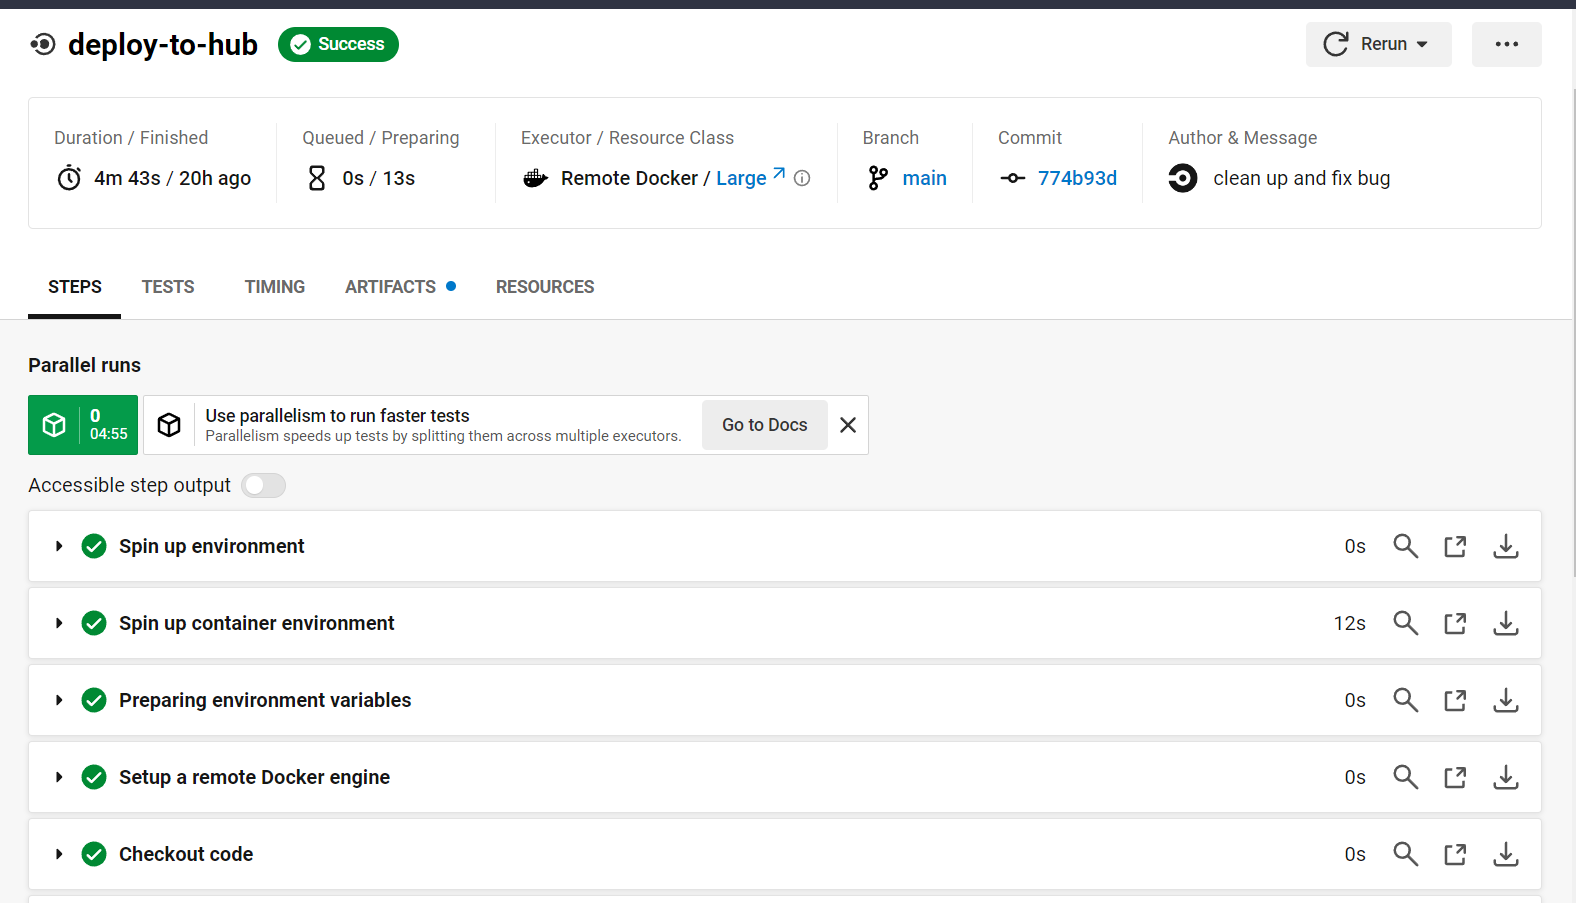 deploy-to-hub Success Rerun
Duration / Finished Queued / Preparing Executor / Resource Class Branch Commit Author & Message
4m 43s / 20h ago 0s / 13s Remote Docker / Large main 774b93d clean up and fix bug
STEPS TESTS TIMING ARTIFACTS RESOURCES
Parallel runs
0
04:55
Use parallelism to run faster tests
Parallelism speeds up tests by splitting them across multiple executors.
Go to Docs
Accessible step output
Spin up environment 0s
Spin up container environment 12s
Preparing environment variables 0s
Setup a remote Docker engine 0s
Checkout code 0s